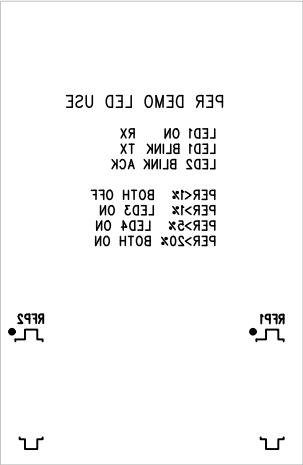 PER DEMO LED USE
LED1 ON RX
LED1 BLINK TX
LED2 BLINK ACK
PER<1% BOTH OFF
PER>1% LED3 ON
PER>5% LED4 ON
PER>20% BOTH ON
RFP2 RFP1